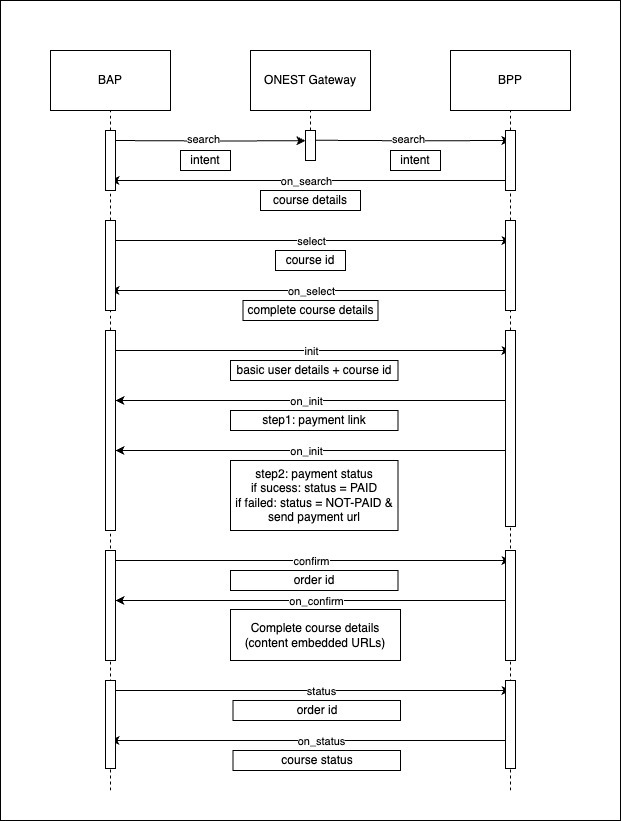 BAP
ONEST Gateway
BPP
search
search
intent
intent
on_search
course details
select
course id
on_select
complete course details
init
basic user details + course id
on_init
step1: payment link
on_init
step2: payment status
if sucess: status = PAID
if failed: status = NOT-PAID &
send payment url
confirm
order id
on_confirm
Complete course details
(content embedded URLs)
status
order id
on_status
course status